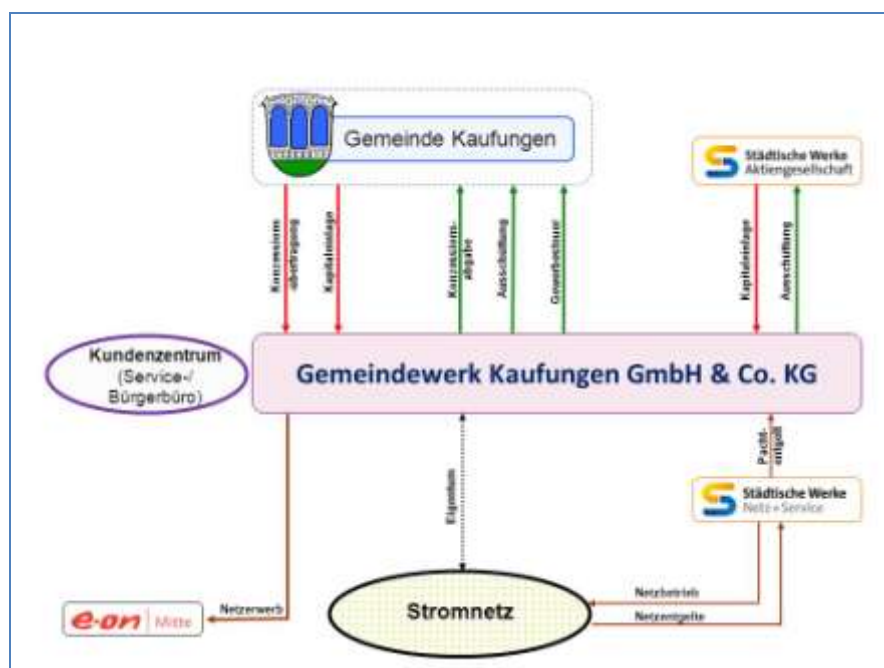 Gemeinde Kaufungen
Städtische Werke
Aktiengesellschaft
Konzessions
-übertragung
Kapitaleinlage
Konzessions-
abgabe
Ausschüttung
Gewerbesteuer
Kapitaleinlage
Ausschüttung
Kundenzentrum
(Service-/
Bürgerbüro)
Gemeindewerk Kaufungen GmbH & Co. KG
Eigentum
Pacht-
entgelt
Städtische Werke
Netz+Service
e·on | Mitte
Netzerwerb
Stromnetz
Netzbetrieb
Netzentgelte